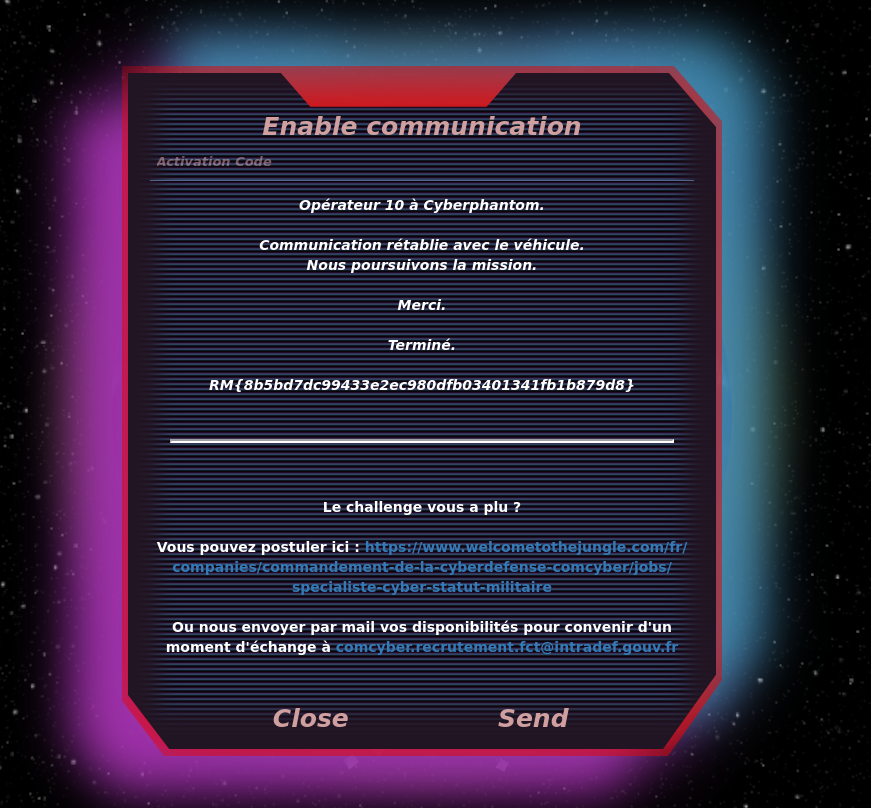 Enable communication
Activation Code
Opérateur 10 à Cyberphantom.
Communication rétablie avec le véhicule.
Nous poursuivons la mission.
Merci.
Terminé.
RM{8b5bd7dc99433e2ec980dfb03401341fb1b879d8}
Le challenge vous a plu ?
Vous pouvez postuler ici : https://www.welcometothejungle.com/fr/
companies/commandement-de-la-cyberdefense-comcyber/jobs/
specialiste-cyber-statut-militaire
Ou nous envoyer par mail vos disponibilités pour convenir d'un
moment d'échange à comcyber.recrutement.fct@intradef.gouv.fr
Close Send